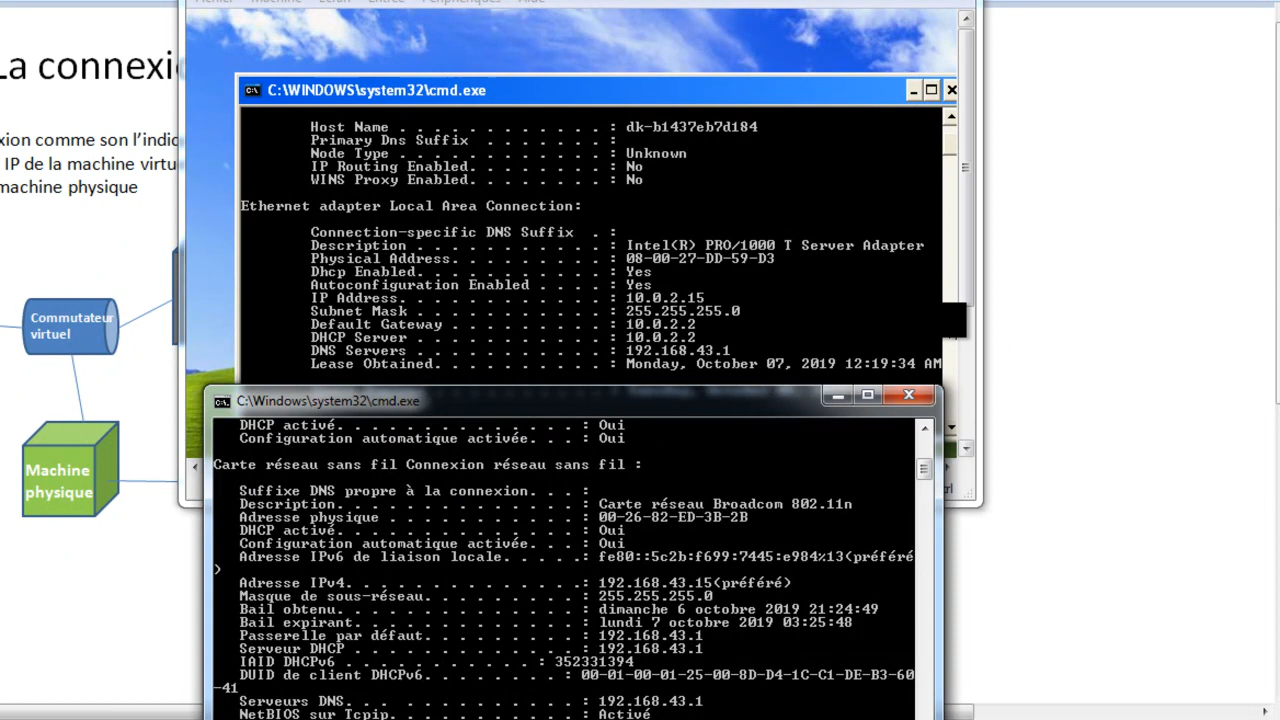 Fichier Machine Écran Entrée Périphériques Aide
La connexi
xion comme son l’indic
IP de la machine virtu
machine physique
Commutateur
virtuel
Machine
physique
C:\WINDOWS\system32\cmd.exe
Host Name . . . . . . . . . . . . : dk-b1437eb7d184
Primary Dns Suffix . . . . . . . :
Node Type . . . . . . . . . . . . : Unknown
IP Routing Enabled. . . . . . . . : No
WINS Proxy Enabled. . . . . . . . : No
Ethernet adapter Local Area Connection:
Connection-specific DNS Suffix . :
Description . . . . . . . . . . . : Intel(R) PRO/1000 T Server Adapter
Physical Address. . . . . . . . . : 08-00-27-DD-59-D3
Dhcp Enabled. . . . . . . . . . . : Yes
Autoconfiguration Enabled . . . . : Yes
IP Address. . . . . . . . . . . . : 10.0.2.15
Subnet Mask . . . . . . . . . . . : 255.255.255.0
Default Gateway . . . . . . . . . : 10.0.2.2
DHCP Server . . . . . . . . . . . : 10.0.2.2
DNS Servers . . . . . . . . . . . : 192.168.43.1
Lease Obtained. . . . . . . . . . : Monday, October 07, 2019 12:19:34 AM
C:\Windows\system32\cmd.exe
DHCP activé. . . . . . . . . . . . . . : Oui
Configuration automatique activée. . . : Oui
Carte réseau sans fil Connexion réseau sans fil :
Suffixe DNS propre à la connexion. . . :
Description. . . . . . . . . . . . . . : Carte réseau Broadcom 802.11n
Adresse physique . . . . . . . . . . . : 00-26-82-ED-3B-2B
DHCP activé. . . . . . . . . . . . . . : Oui
Configuration automatique activée. . . : Oui
Adresse IPv6 de liaison locale. . . . .: fe80::5c2b:f699:7445:e984%13(préféré
)
Adresse IPv4. . . . . . . . . . . . . .: 192.168.43.15(préféré)
Masque de sous-réseau. . . . . . . . . : 255.255.255.0
Bail obtenu. . . . . . . . . . . . . . : dimanche 6 octobre 2019 21:24:49
Bail expirant. . . . . . . . . . . . . : lundi 7 octobre 2019 03:25:48
Passerelle par défaut. . . . . . . . . : 192.168.43.1
Serveur DHCP . . . . . . . . . . . . . : 192.168.43.1
IAID DHCPv6 . . . . . . . . . . . : 352331394
DUID de client DHCPv6. . . . . . . . : 00-01-00-01-25-00-8D-D4-1C-C1-DE-B3-60
-41
Serveurs DNS. . . . . . . . . . . . . : 192.168.43.1
NetBIOS sur Tcpip. . . . . . . . . . . : Activé